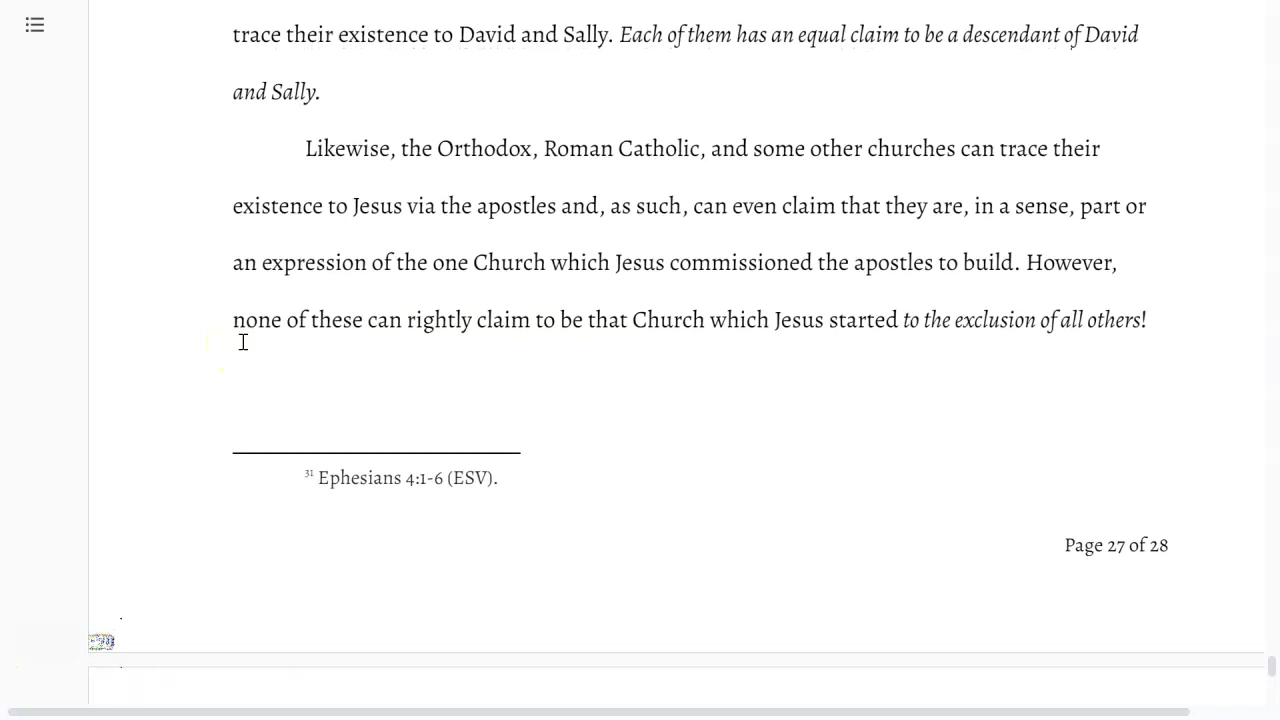 trace their existence to David and Sally. Each of them has an equal claim to be a descendant of David
and Sally.
Likewise, the Orthodox, Roman Catholic, and some other churches can trace their
existence to Jesus via the apostles and, as such, can even claim that they are, in a sense, part or
an expression of the one Church which Jesus commissioned the apostles to build. However,
none of these can rightly claim to be that Church which Jesus started to the exclusion of all others!
31 Ephesians 4:1-6 (ESV).
Page 27 of 28